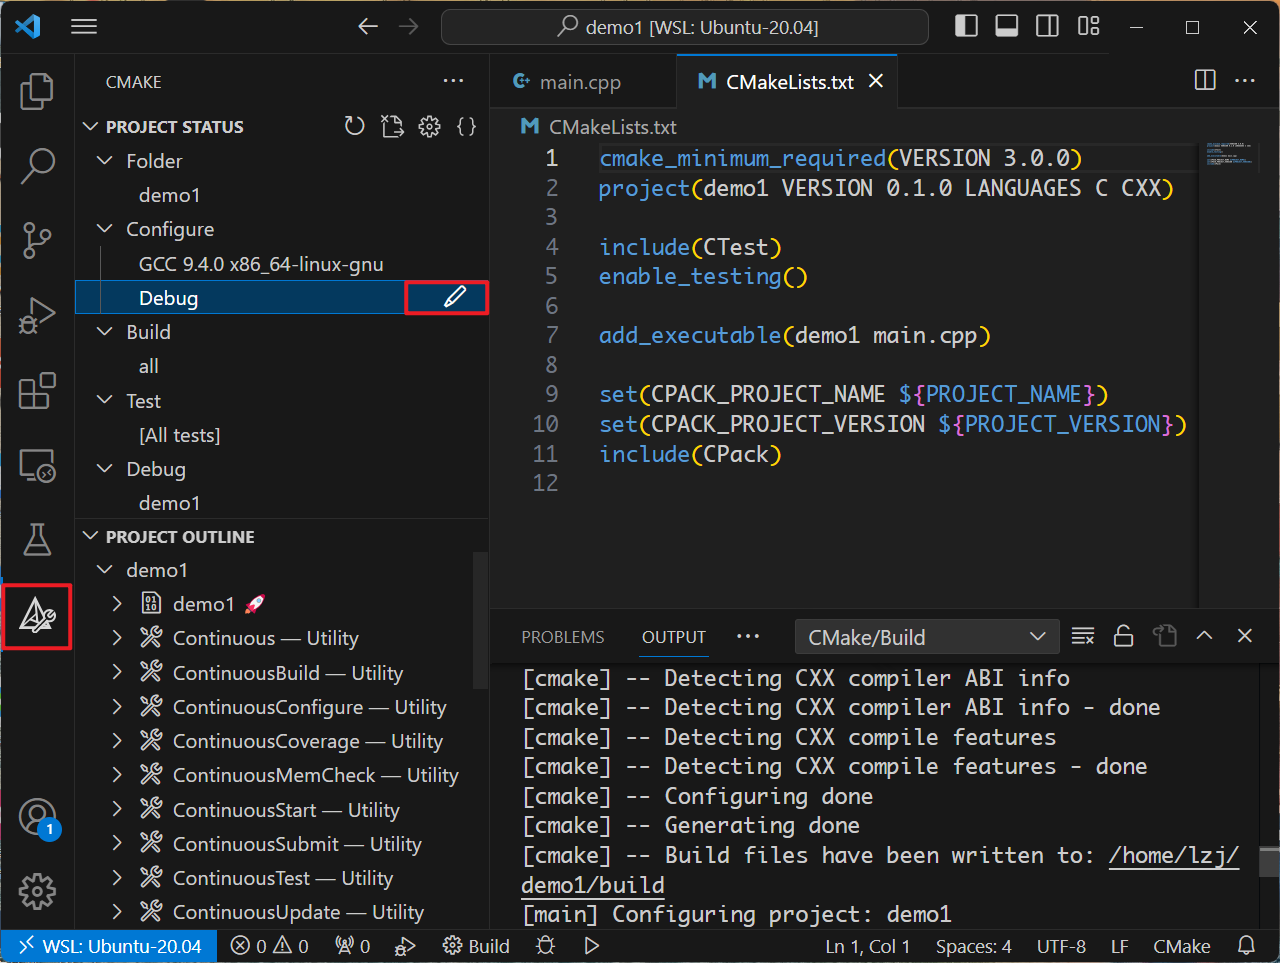 demo1 [WSL: Ubuntu-20.04]
CMAKE
PROJECT STATUS
Folder
demo1
Configure
GCC 9.4.0 x86_64-linux-gnu
Debug
Build
all
Test
[All tests]
Debug
demo1
PROJECT OUTLINE
demo1
demo1 🚀
Continuous — Utility
ContinuousBuild — Utility
ContinuousConfigure — Utility
ContinuousCoverage — Utility
ContinuousMemCheck — Utility
ContinuousStart — Utility
ContinuousSubmit — Utility
ContinuousTest — Utility
ContinuousUpdate — Utility
1
main.cpp
CMakeLists.txt
CMakeLists.txt
1 cmake_minimum_required(VERSION 3.0.0)
2 project(demo1 VERSION 0.1.0 LANGUAGES C CXX)
3
4 include(CTest)
5 enable_testing()
6
7 add_executable(demo1 main.cpp)
8
9 set(CPACK_PROJECT_NAME ${PROJECT_NAME})
10 set(CPACK_PROJECT_VERSION ${PROJECT_VERSION})
11 include(CPack)
12
PROBLEMS OUTPUT CMake/Build
[cmake] -- Detecting CXX compiler ABI info
[cmake] -- Detecting CXX compiler ABI info - done
[cmake] -- Detecting CXX compile features
[cmake] -- Detecting CXX compile features - done
[cmake] -- Configuring done
[cmake] -- Generating done
[cmake] -- Build files have been written to: /home/lzj/
demo1/build
[main] Configuring project: demo1
WSL: Ubuntu-20.04 0 0 0 Build Ln 1, Col 1 Spaces: 4 UTF-8 LF CMake